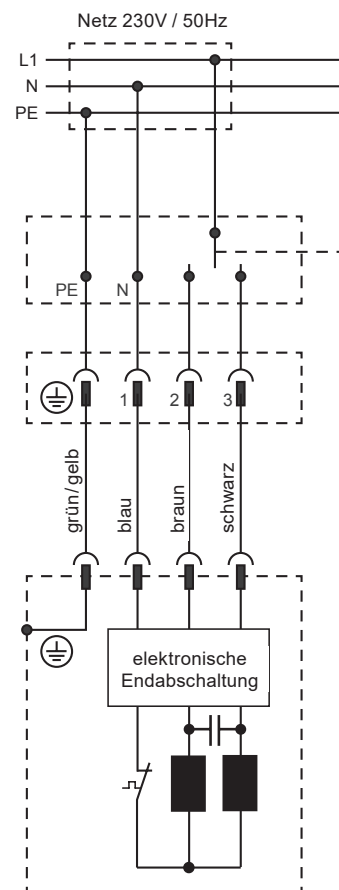 Netz 230V / 50Hz
L1
N
PE
PE
N
1
2
3
grün/gelb
blau
braun
schwarz
elektronische
Endabschaltung